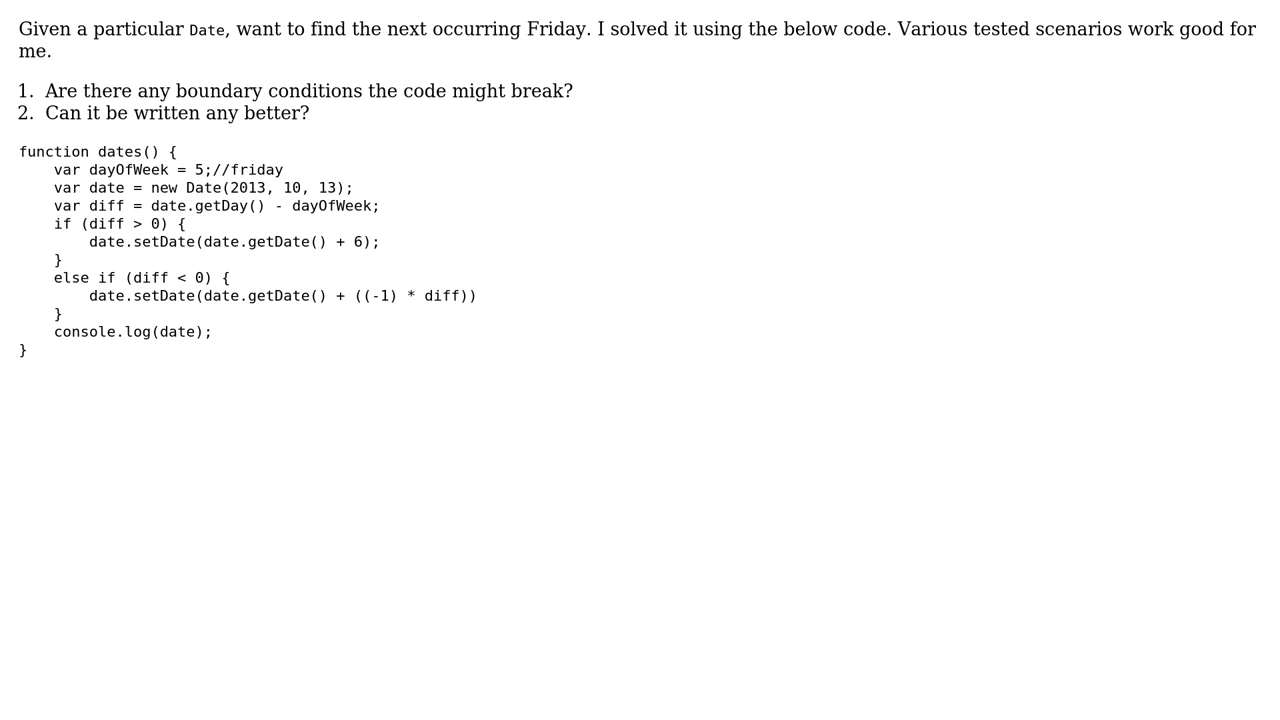 Given a particular Date, want to find the next occurring Friday. I solved it using the below code. Various tested scenarios work good for
me.
1. Are there any boundary conditions the code might break?
2. Can it be written any better?
function dates() {
    var dayOfWeek = 5;//friday
    var date = new Date(2013, 10, 13);
    var diff = date.getDay() - dayOfWeek;
    if (diff > 0) {
        date.setDate(date.getDate() + 6);
    }
    else if (diff < 0) {
        date.setDate(date.getDate() + ((-1) * diff))
    }
    console.log(date);
}